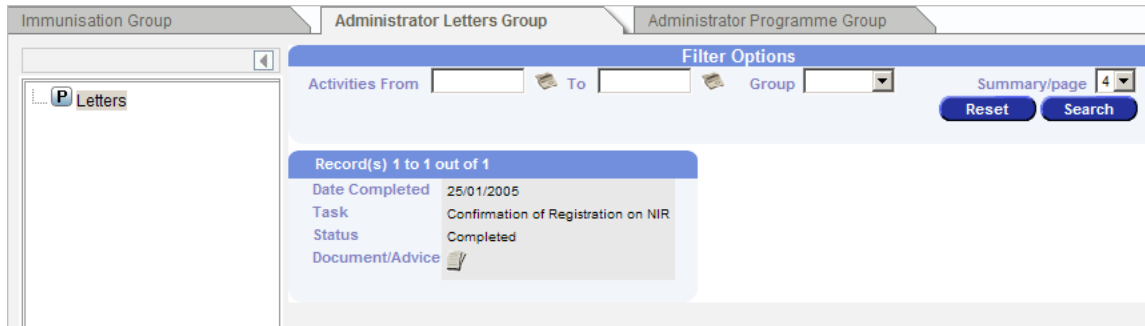 Immunisation Group Administrator Letters Group Administrator Programme Group
P Letters
Filter Options
Activities From To Group Summary/page 4
Reset Search
Record(s) 1 to 1 out of 1
Date Completed 25/01/2005
Task Confirmation of Registration on NIR
Status Completed
Document/Advice